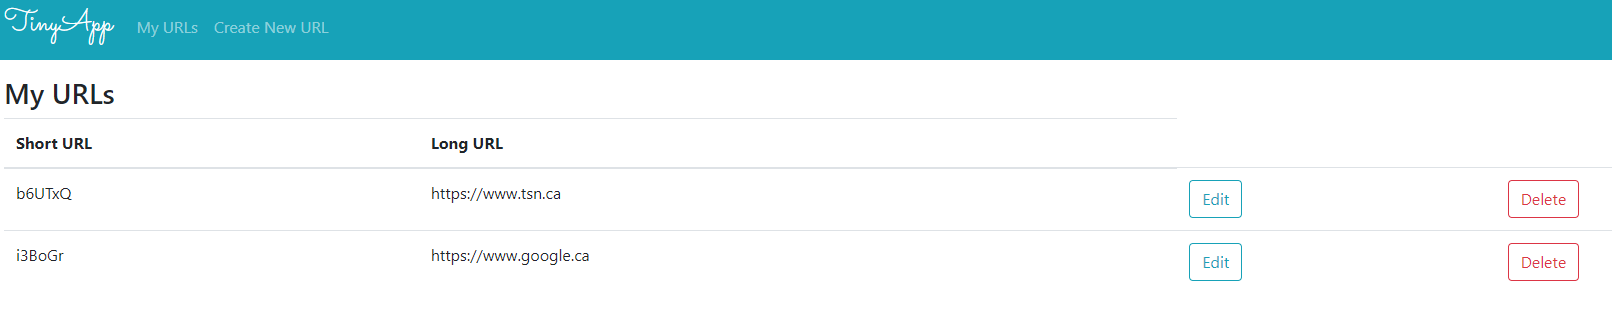 TinyApp My URLs Create New URL
My URLs
Short URL Long URL
b6UTxQ https://www.tsn.ca Edit Delete
i3BoGr https://www.google.ca Edit Delete